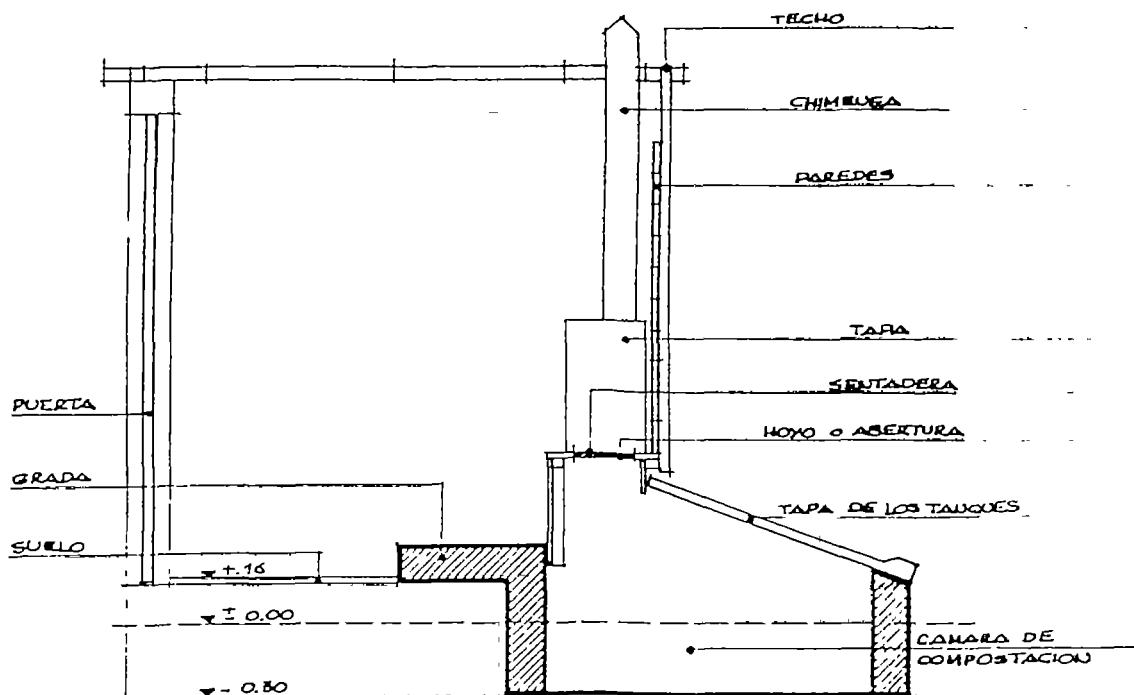 TECHO
CHIMENEA
PAREDES
TAPA
SENTADERA
PUERTA
HOYO O ABERTURA
GRADA
TAPA DE LOS TANQUES
SUELO
+.16
± 0.00
CAMARA DE
COMPOSTACION
- 0.30